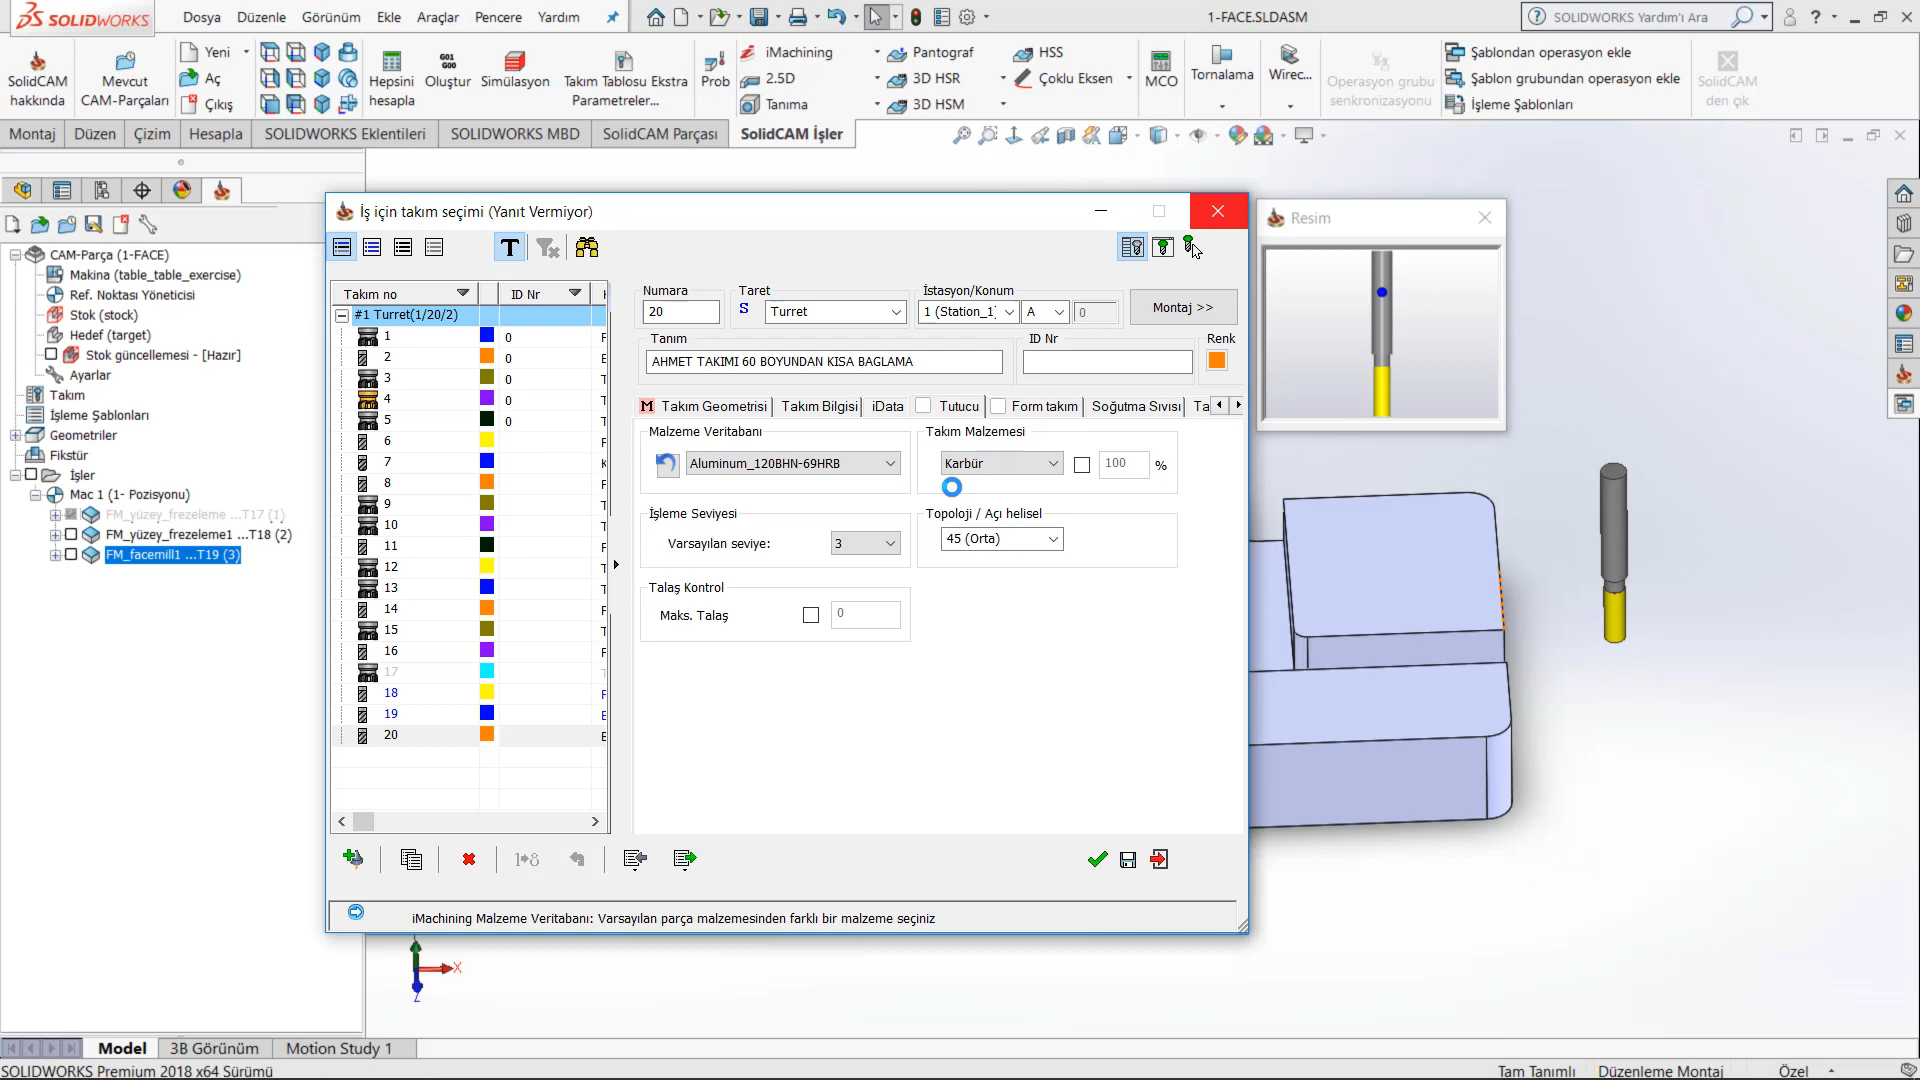 SOLIDWORKS
Dosya Düzenle Görünüm Ekle Araçlar Pencere Yardım
1-FACE.SLDASM
SOLIDWORKS Yardım'ı Ara
SolidCAM hakkında
Mevcut CAM-Parçaları
Yeni
Aç
Çıkış
Hepsini hesapla
G01 G00
Oluştur
Simülasyon
Takım Tablosu Ekstra Parametreler...
Prob
iMachining
2.5D
Tanıma
Pantograf
3D HSR
3D HSM
HSS
Çoklu Eksen
MCO
Tornalama
Wirec...
Operasyon grubu senkronizasyonu
Şablondan operasyon ekle
Şablon grubundan operasyon ekle
İşleme Şablonları
SolidCAM den çık
Montaj Düzen Çizim Hesapla SOLIDWORKS Eklentileri SOLIDWORKS MBD SolidCAM Parçası SolidCAM İşler
CAM-Parça (1-FACE)
Makina (table_table_exercise)
Ref. Noktası Yöneticisi
Stok (stock)
Hedef (target)
Stok güncellemesi - [Hazır]
Ayarlar
Takım
İşleme Şablonları
Geometriler
Fikstür
İşler
Mac 1 (1- Pozisyonu)
FM_yüzey_frezeleme ...T17 (1)
FM_yüzey_frezeleme1 ...T18 (2)
FM_facemill1 ...T19 (3)
İş için takım seçimi (Yanıt Vermiyor)
T
Takım no ID Nr
#1 Turret(1/20/2)
1 0 F
2 E
3 0 T
4 0 T
5 0 T
6 F
7 K
8 F
9 T
10 T
11 F
12 T
13 T
14 F
15 T
16 F
17 T
18 F
19 E
20 E
Numara Taret İstasyon/Konum
20 S Turret 1 (Station_1) A 0 Montaj >>
Tanım ID Nr Renk
AHMET TAKIMI 60 BOYUNDAN KISA BAGLAMA
M Takım Geometrisi Takım Bilgisi iData Tutucu Form takım Soğutma Sıvısı Ta
Malzeme Veritabanı Takım Malzemesi
Aluminum_120BHN-69HRB Karbür 100 %
İşleme Seviyesi Topoloji / Açı helisel
Varsayılan seviye: 3 45 (Orta)
Talaş Kontrol
Maks. Talaş 0
iMachining Malzeme Veritabanı: Varsayılan parça malzemesinden farklı bir malzeme seçiniz
Resim
X
Z
Model 3B Görünüm Motion Study 1
SOLIDWORKS Premium 2018 x64 Sürümü
Tam Tanımlı Düzenleme Montaj Özel